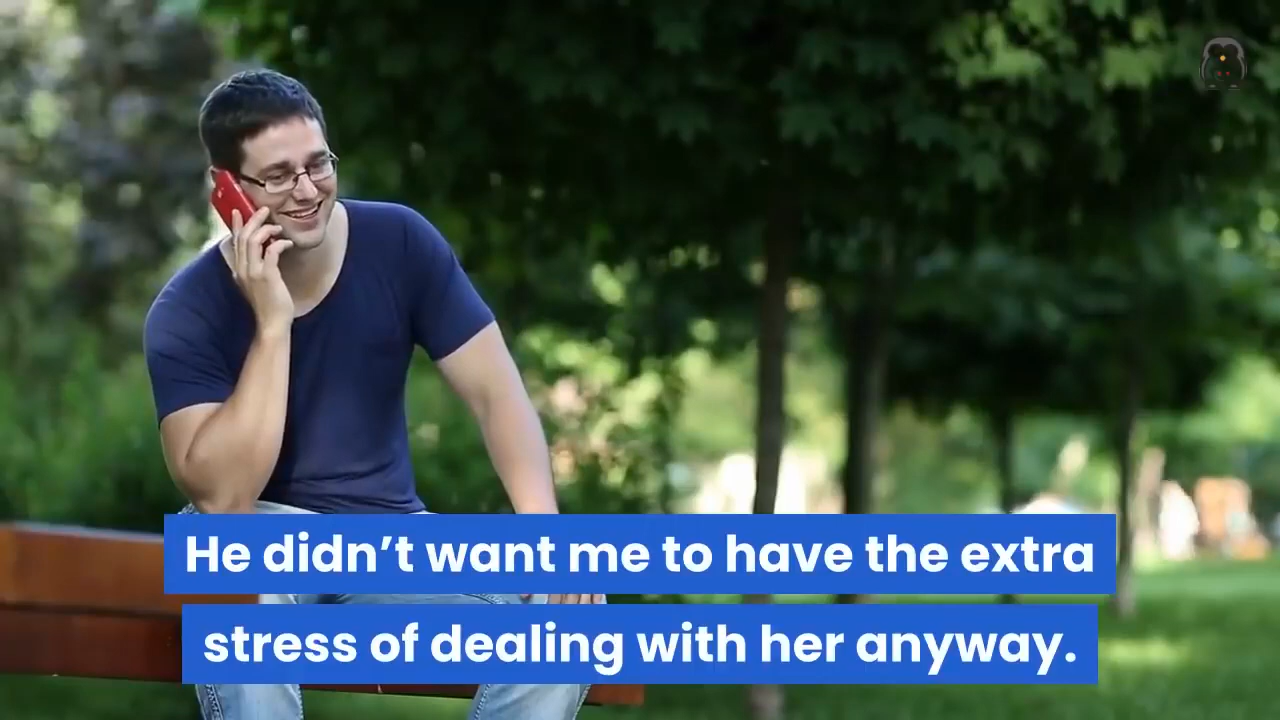 He didn’t want me to have the extra
stress of dealing with her anyway.